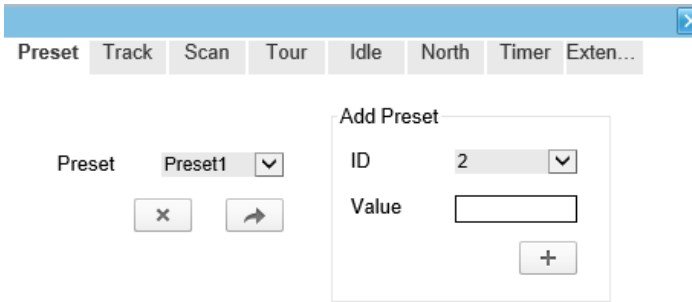 Preset Track Scan Tour Idle North Timer Exten...
Add Preset
Preset Preset1
ID 2
Value